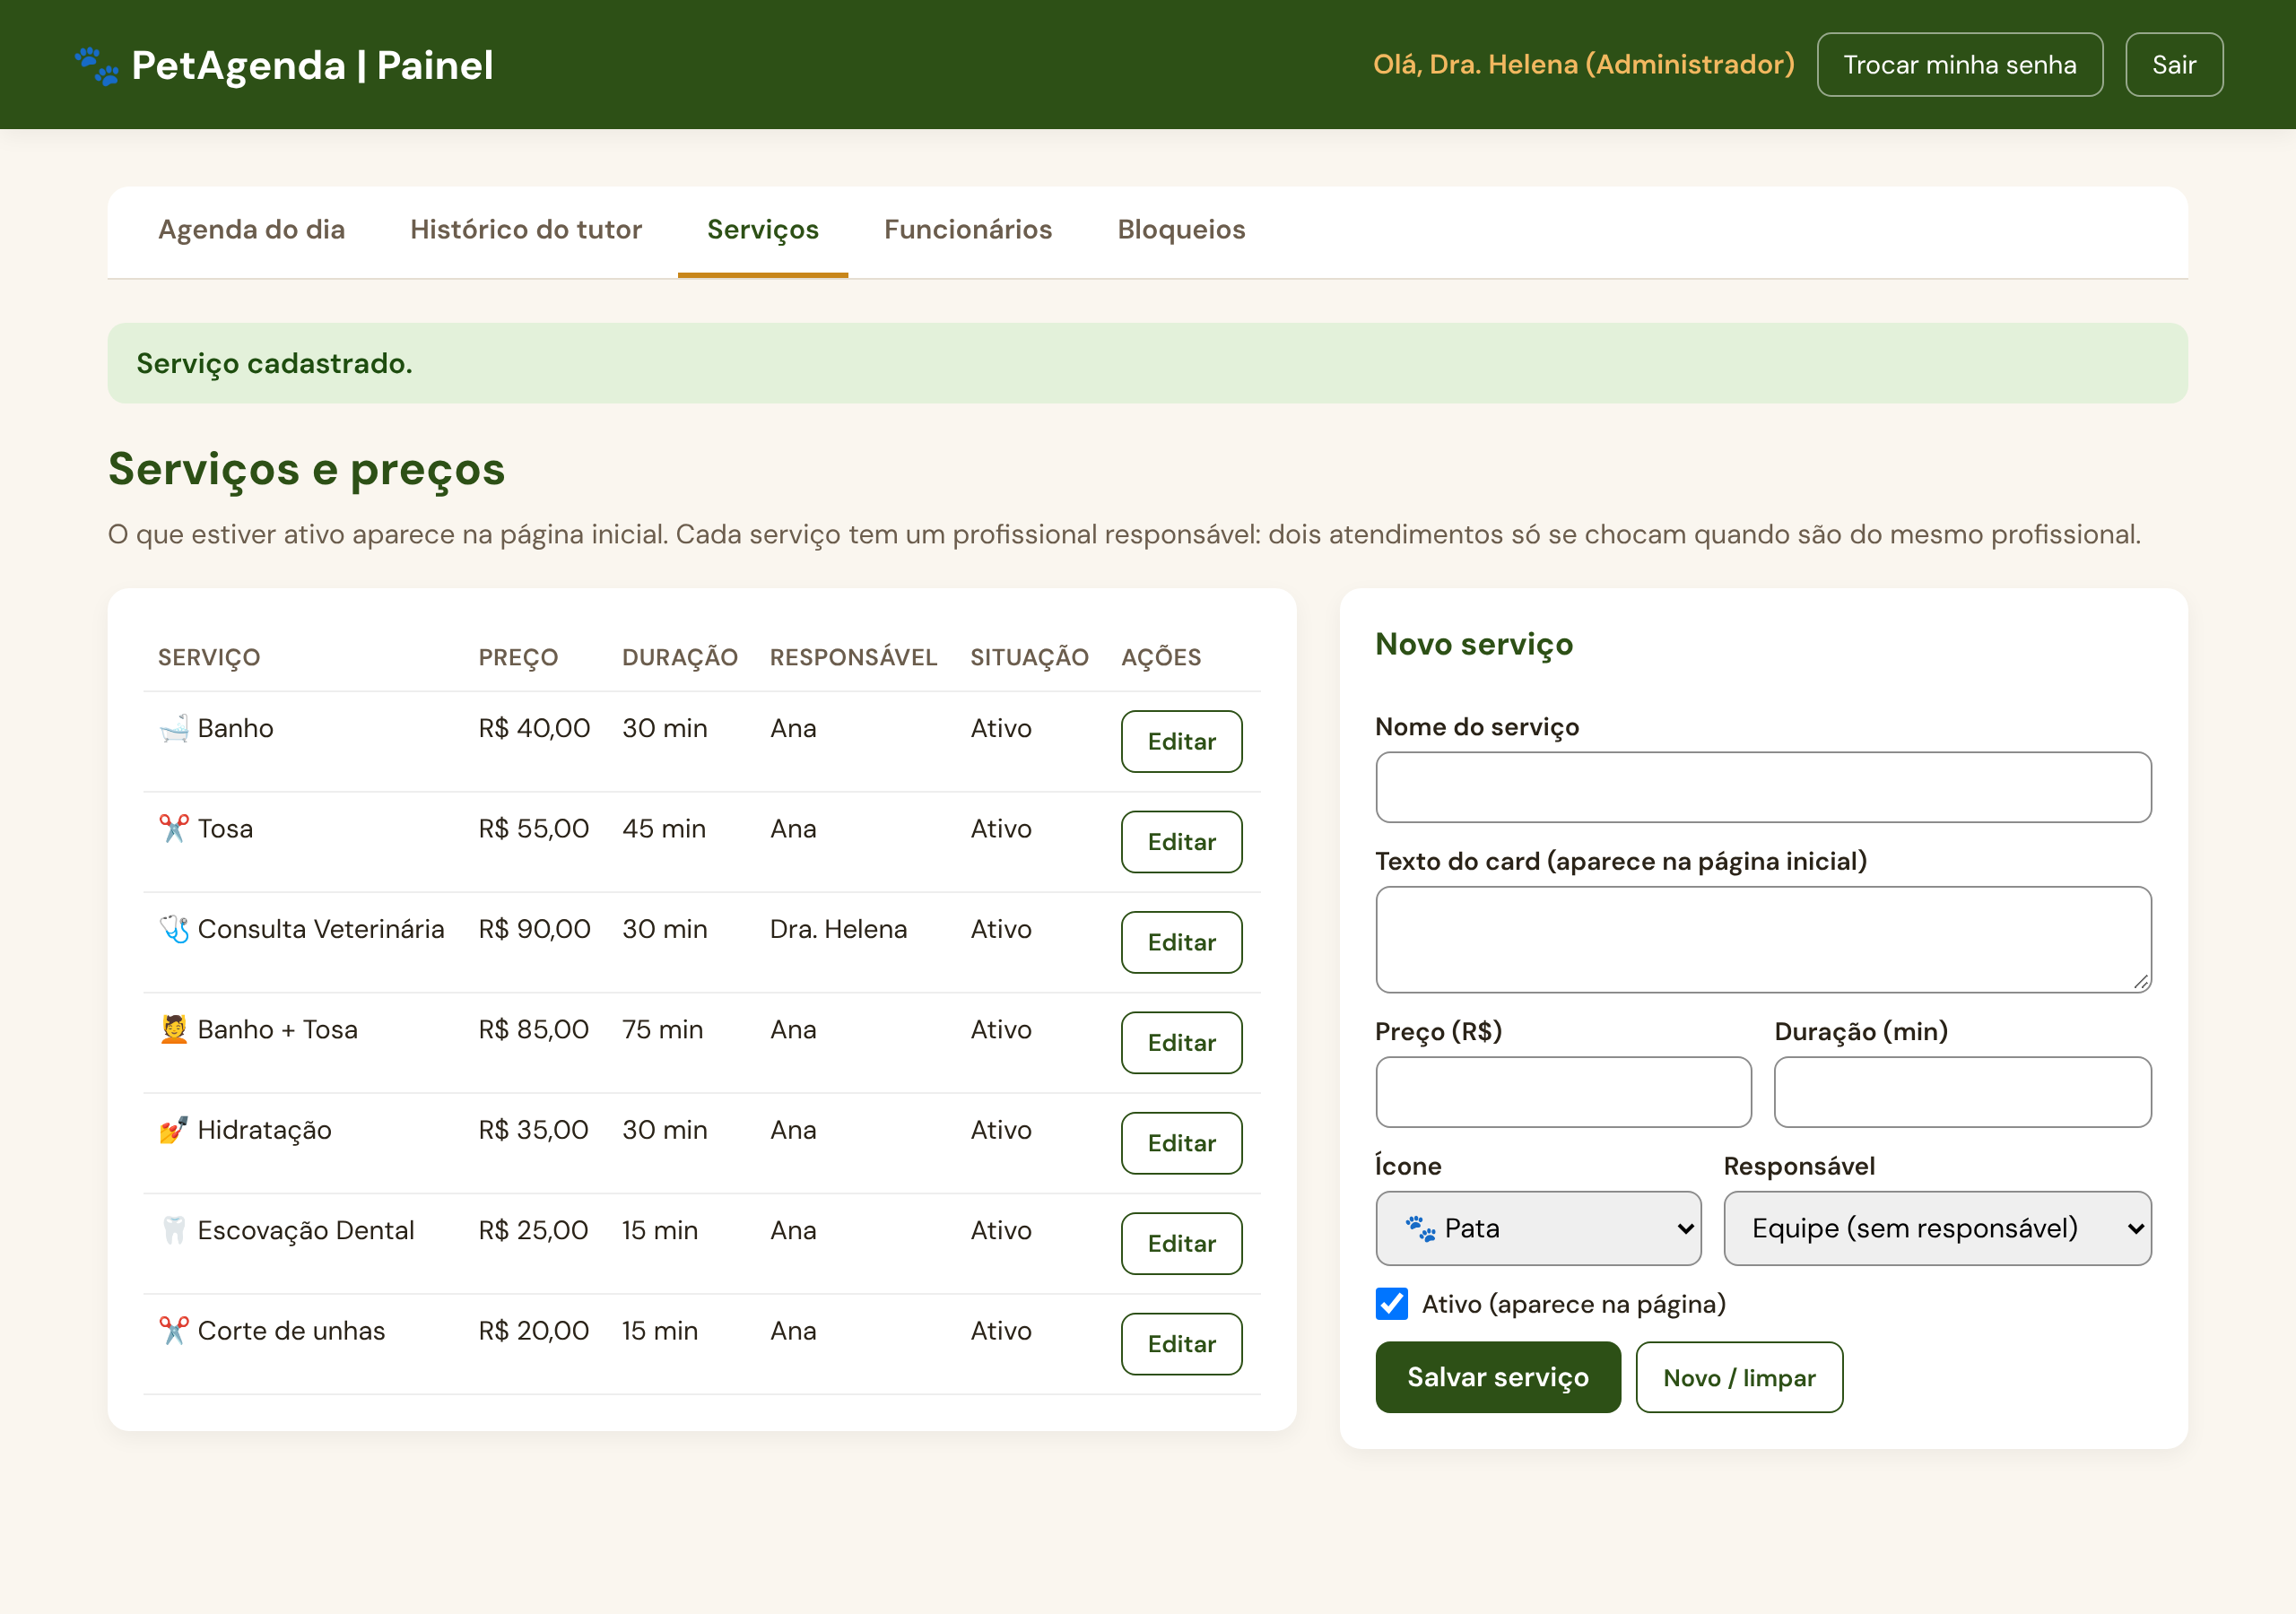 🐾 PetAgenda | Painel
Olá, Dra. Helena (Administrador)
Trocar minha senha
Sair
Agenda do dia
Histórico do tutor
Serviços
Funcionários
Bloqueios
Serviço cadastrado.
Serviços e preços
O que estiver ativo aparece na página inicial. Cada serviço tem um profissional responsável: dois atendimentos só se chocam quando são do mesmo profissional.
SERVIÇO PREÇO DURAÇÃO RESPONSÁVEL SITUAÇÃO AÇÕES
🛁 Banho R$ 40,00 30 min Ana Ativo Editar
✂️ Tosa R$ 55,00 45 min Ana Ativo Editar
🩺 Consulta Veterinária R$ 90,00 30 min Dra. Helena Ativo Editar
💆 Banho + Tosa R$ 85,00 75 min Ana Ativo Editar
💅 Hidratação R$ 35,00 30 min Ana Ativo Editar
🦷 Escovação Dental R$ 25,00 15 min Ana Ativo Editar
✂️ Corte de unhas R$ 20,00 15 min Ana Ativo Editar
Novo serviço
Nome do serviço
Texto do card (aparece na página inicial)
Preço (R$) Duração (min)
Ícone Responsável
🐾 Pata Equipe (sem responsável)
Ativo (aparece na página)
Salvar serviço Novo / limpar